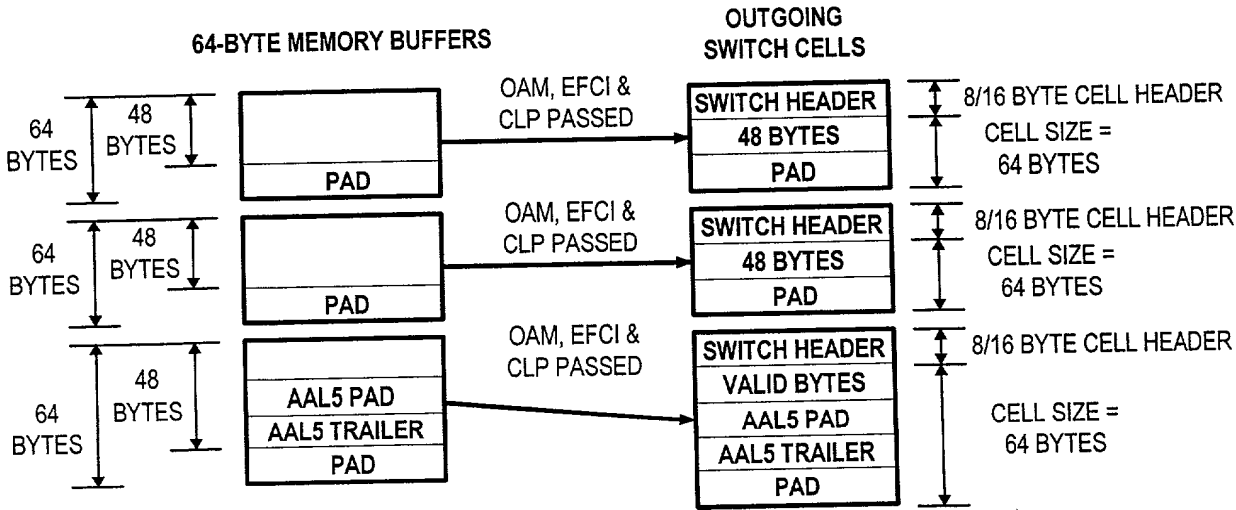 64-BYTE MEMORY BUFFERS
OUTGOING
SWITCH CELLS
64
BYTES
48
BYTES
PAD
OAM, EFCI &
CLP PASSED
SWITCH HEADER
48 BYTES
PAD
8/16 BYTE CELL HEADER
CELL SIZE =
64 BYTES
64
BYTES
48
BYTES
PAD
OAM, EFCI &
CLP PASSED
SWITCH HEADER
48 BYTES
PAD
8/16 BYTE CELL HEADER
CELL SIZE =
64 BYTES
64
BYTES
48
BYTES
AAL5 PAD
AAL5 TRAILER
PAD
OAM, EFCI &
CLP PASSED
SWITCH HEADER
VALID BYTES
AAL5 PAD
AAL5 TRAILER
PAD
8/16 BYTE CELL HEADER
CELL SIZE =
64 BYTES